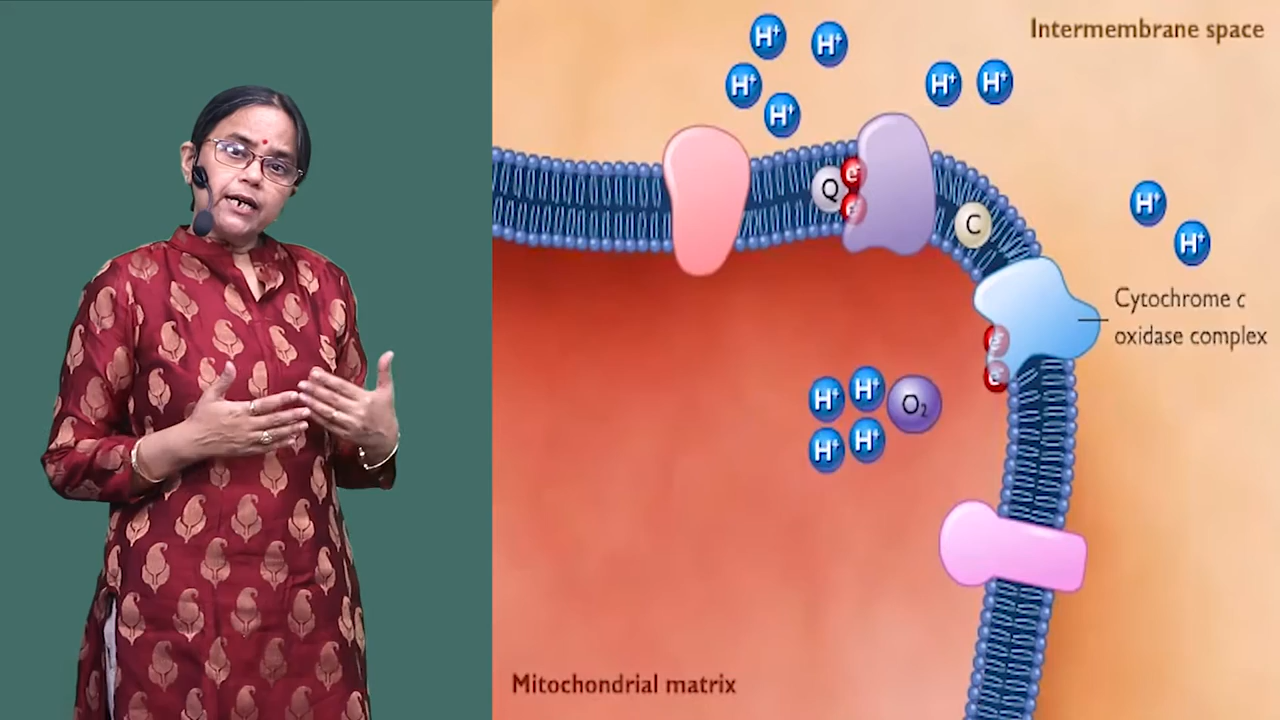 Intermembrane space
H⁺ H⁺
H⁺ H⁺
H⁺ H⁺
Q e⁻
e⁻
C
H⁺
H⁺
Cytochrome c
oxidase complex
e⁻
e⁻
H⁺ H⁺ O₂
H⁺ H⁺
Mitochondrial matrix